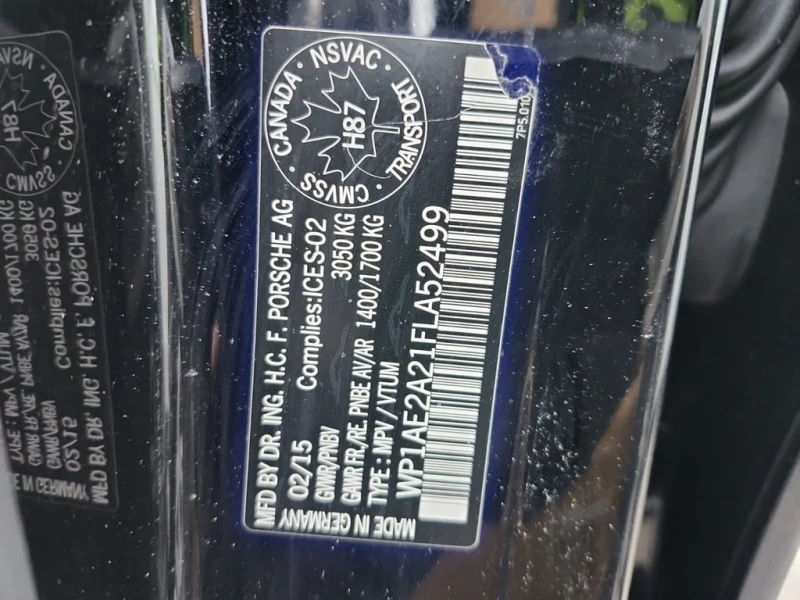 MFD BY DR. ING. H.C. F. PORSCHE AG
02/15 Complies:ICES-02
GWR/PNBV 3050 KG
GAWR FR./RE. PNBE AV/AR 1400/1700 KG
TYPE : MPV / VTUM
WP1AE2A21FLA52499
MADE IN GERMANY
CANADA · NSVAC · TRANSPORT · CMVSS ·
H87
7P5.010